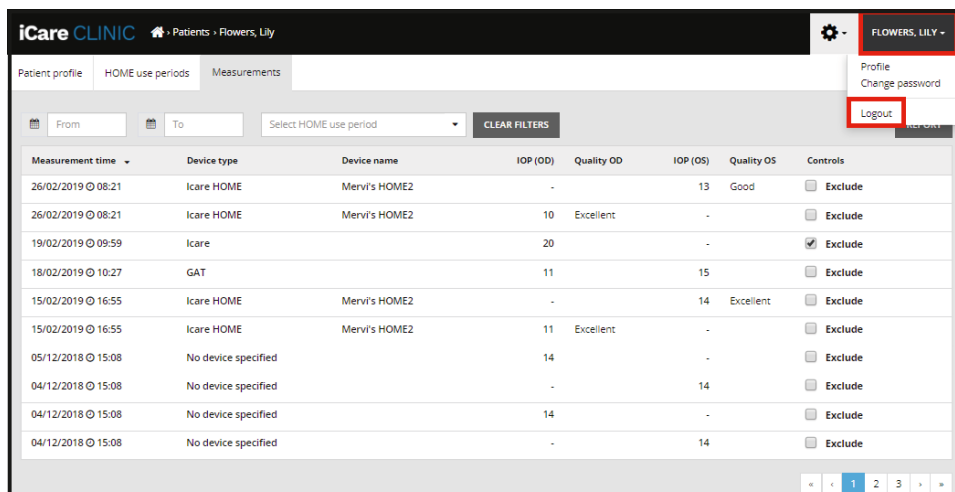 iCare CLINIC › Patients › Flowers, Lily FLOWERS, LILY
Patient profile HOME use periods Measurements Profile
Change password
Logout
From To Select HOME use period CLEAR FILTERS REPORT
Measurement time Device type Device name IOP (OD) Quality OD IOP (OS) Quality OS Controls
26/02/2019 08:21 Icare HOME Mervi's HOME2 - 13 Good Exclude
26/02/2019 08:21 Icare HOME Mervi's HOME2 10 Excellent - Exclude
19/02/2019 09:59 Icare 20 - Exclude
18/02/2019 10:27 GAT 11 15 Exclude
15/02/2019 16:55 Icare HOME Mervi's HOME2 - 14 Excellent Exclude
15/02/2019 16:55 Icare HOME Mervi's HOME2 11 Excellent - Exclude
05/12/2018 15:08 No device specified 14 - Exclude
04/12/2018 15:08 No device specified - 14 Exclude
04/12/2018 15:08 No device specified 14 - Exclude
04/12/2018 15:08 No device specified - 14 Exclude
« ‹ 1 2 3 › »